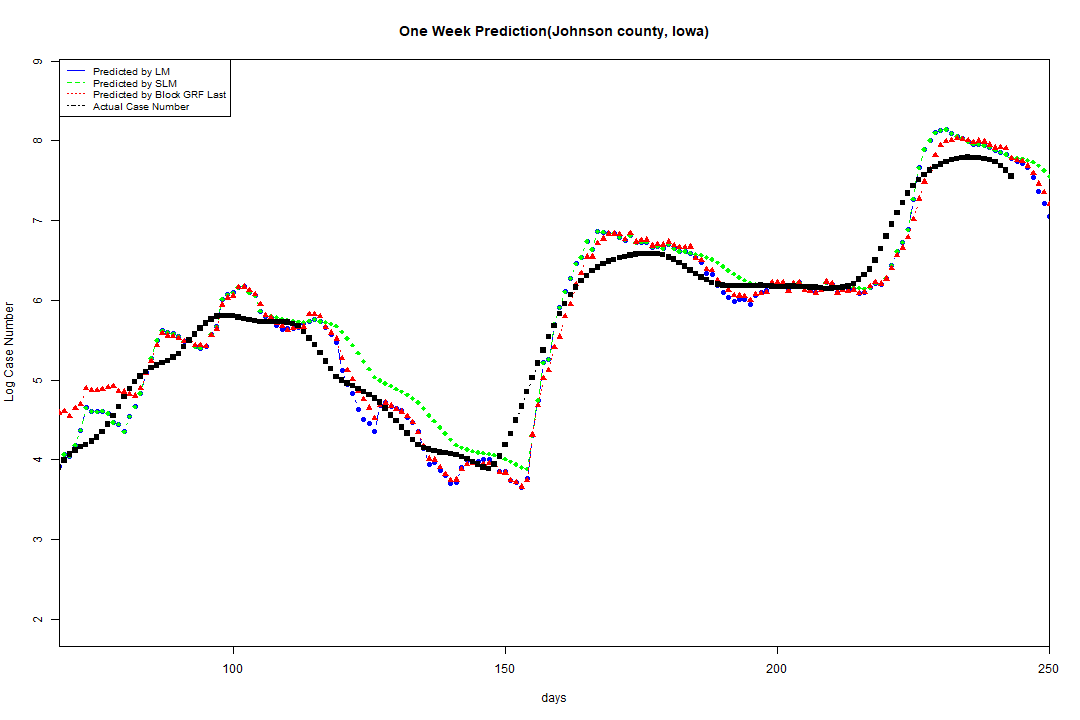 One Week Prediction(Johnson county, Iowa)
Predicted by LM
Predicted by SLM
Predicted by Block GRF Last
Actual Case Number
9
8
7
6
5
4
3
2
Log Case Number
100 150 200 250
days